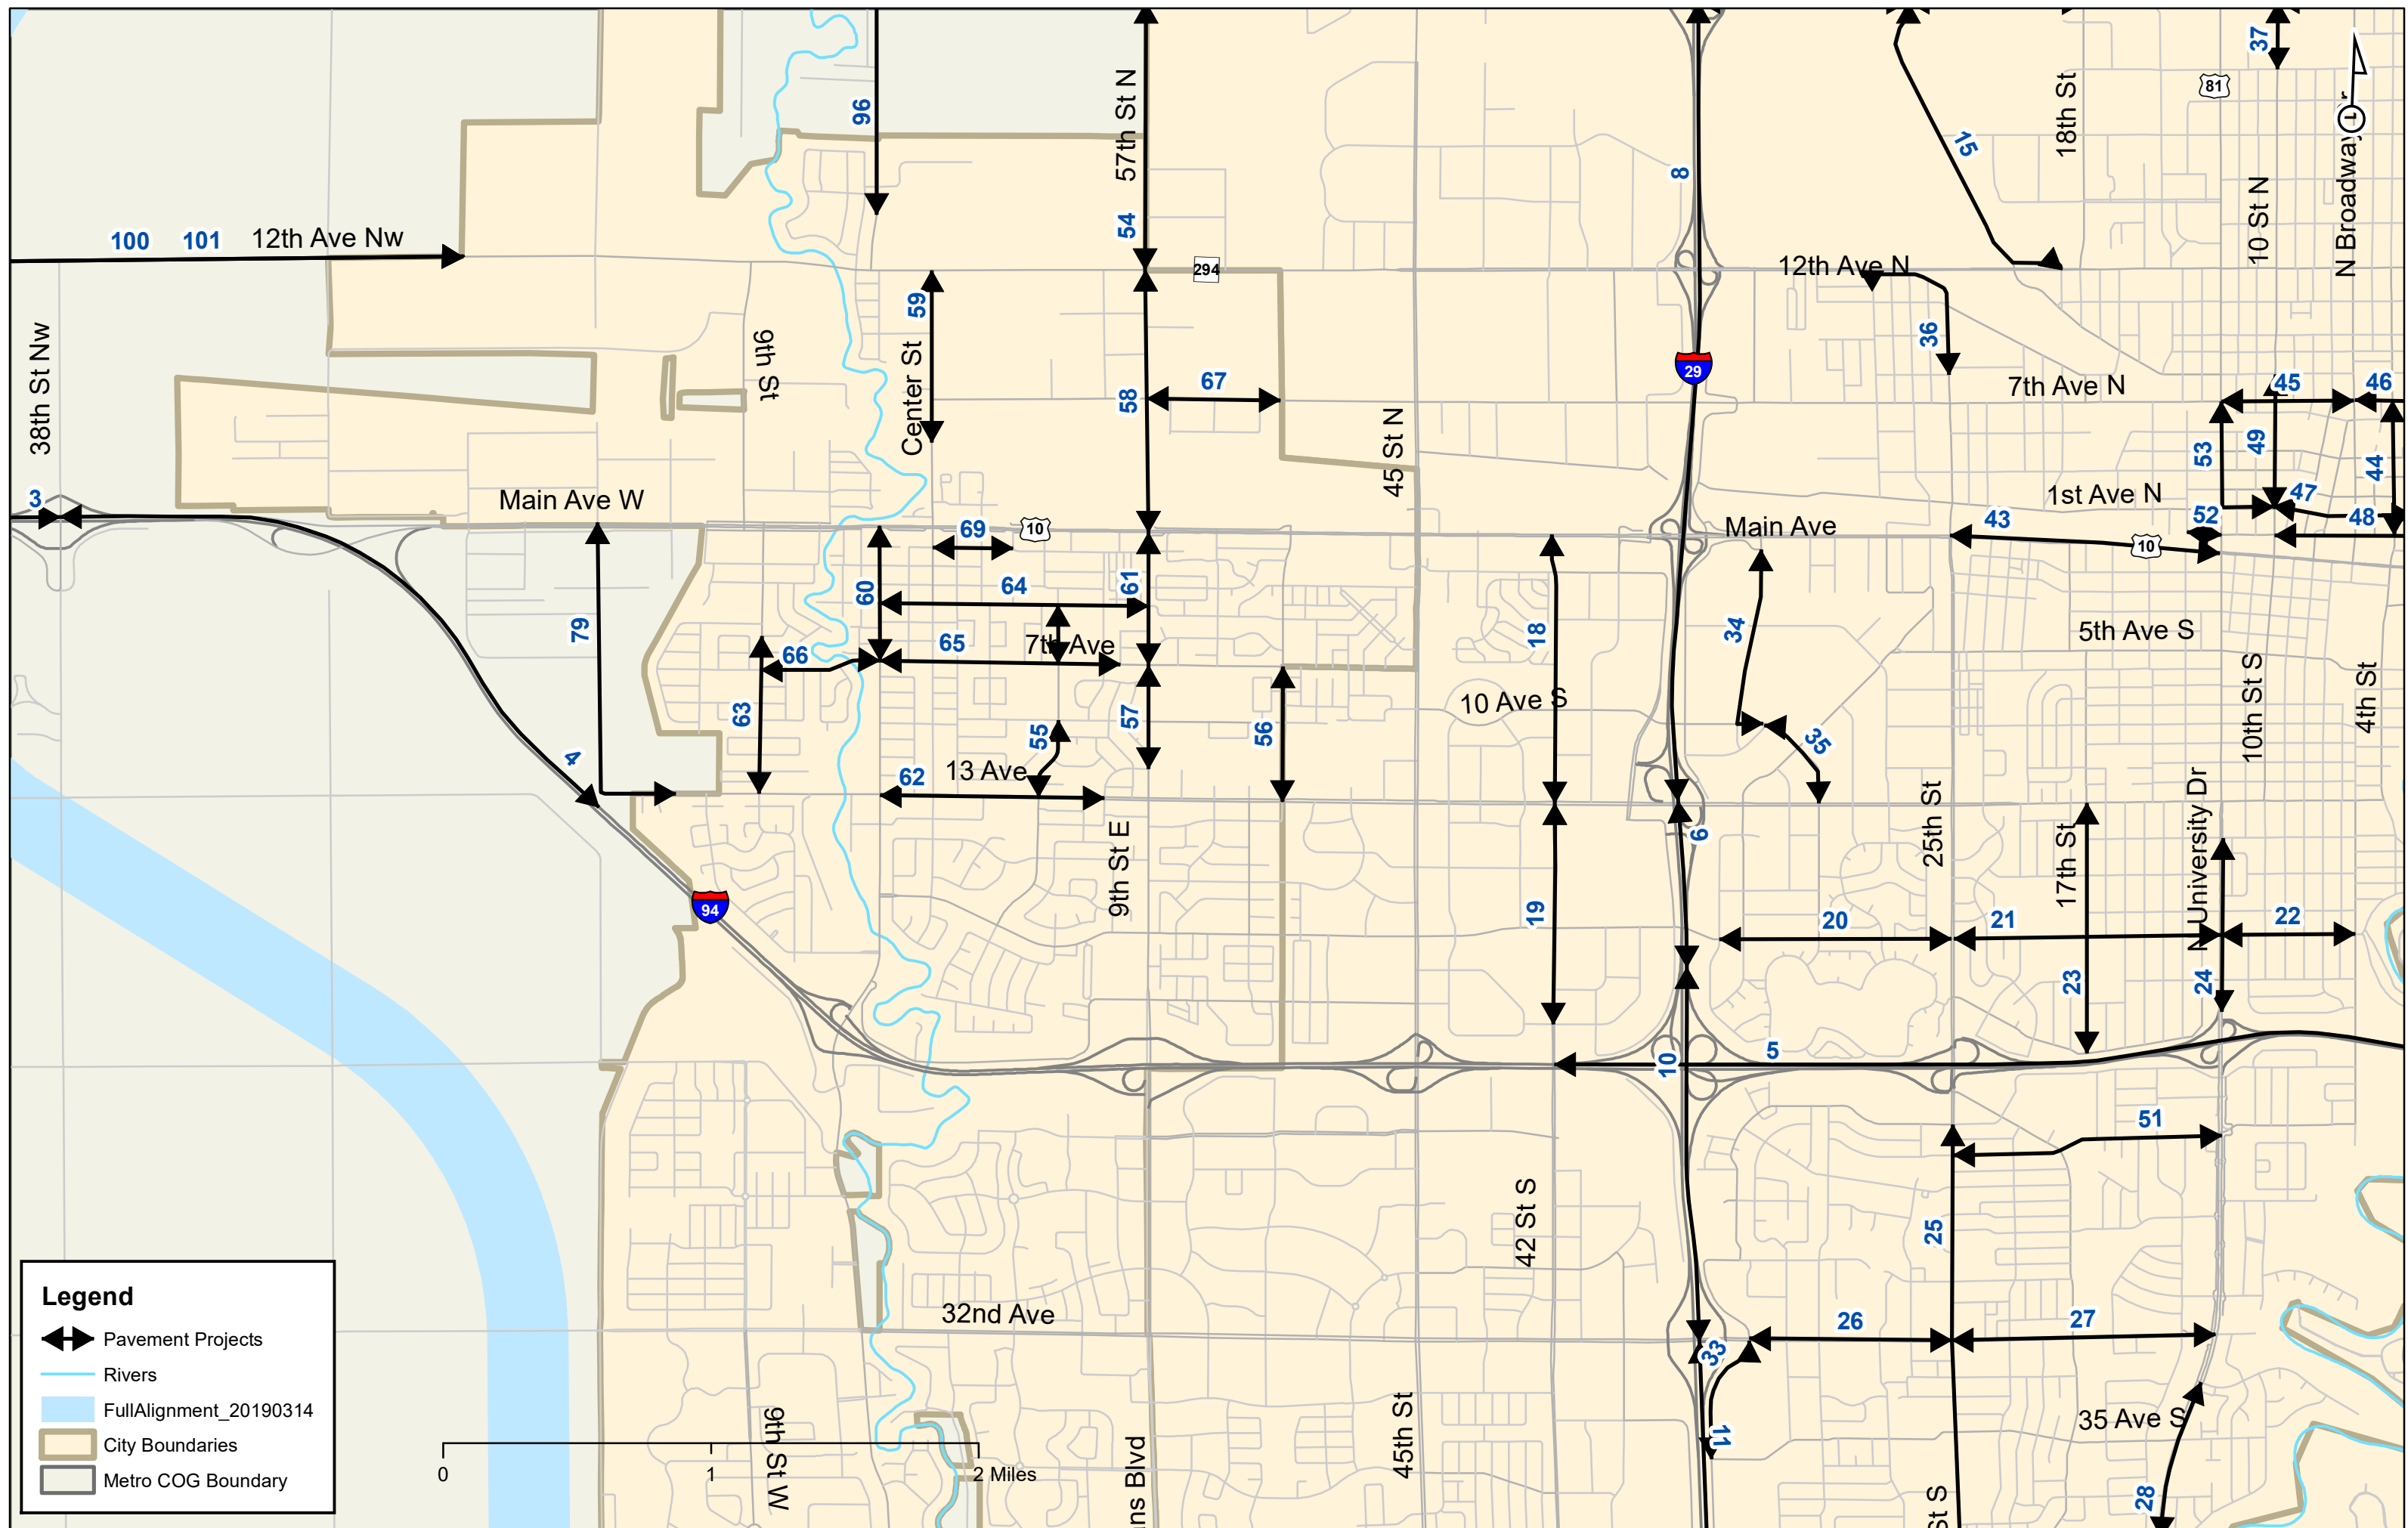 37
81
18th St
57th St N
96
15
8
10 St N
N Broadway
54
100 101 12th Ave Nw
294
12th Ave N
59
38th St Nw
9th St
Center St
36
29
58
67
7th Ave N
45
46
45 St N
53
49
44
3
Main Ave W
1st Ave N
47
69
10
Main Ave
43
52
48
10
60
64
61
79
18
34
5th Ave S
66
65
7th Ave
63
55
57
56
10 Ave S
35
10th St S
4th St
4
62
13 Ave
6
25th St
17th St
N University Dr
9th St E
94
19
20
21
22
23
24
10
5
51
42 St S
25
32nd Ave
33
26
27
11
35 Ave S
28
9th St W
45th St
ns Blvd
St S
Legend
Pavement Projects
Rivers
FullAlignment_20190314
City Boundaries
Metro COG Boundary
0 1 2 Miles